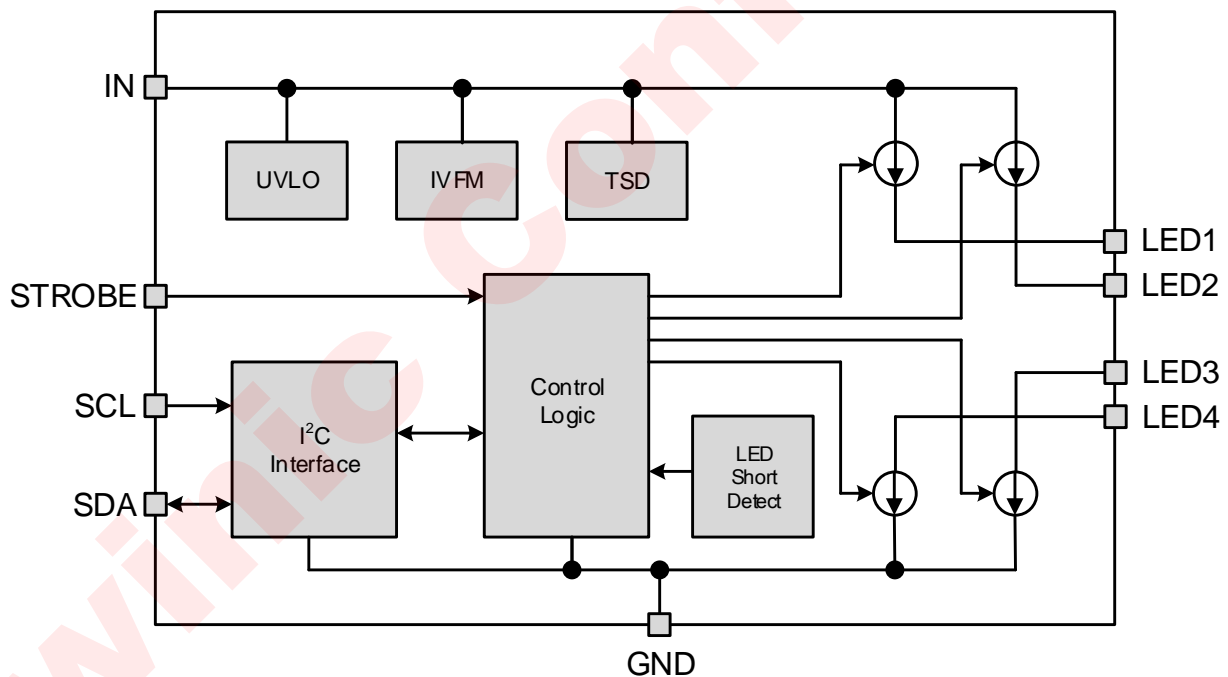 IN
UVLO
IVFM
TSD
LED1
LED2
STROBE
LED3
SCL
LED4
Control
Logic
I²C
Interface
LED
Short
Detect
SDA
GND